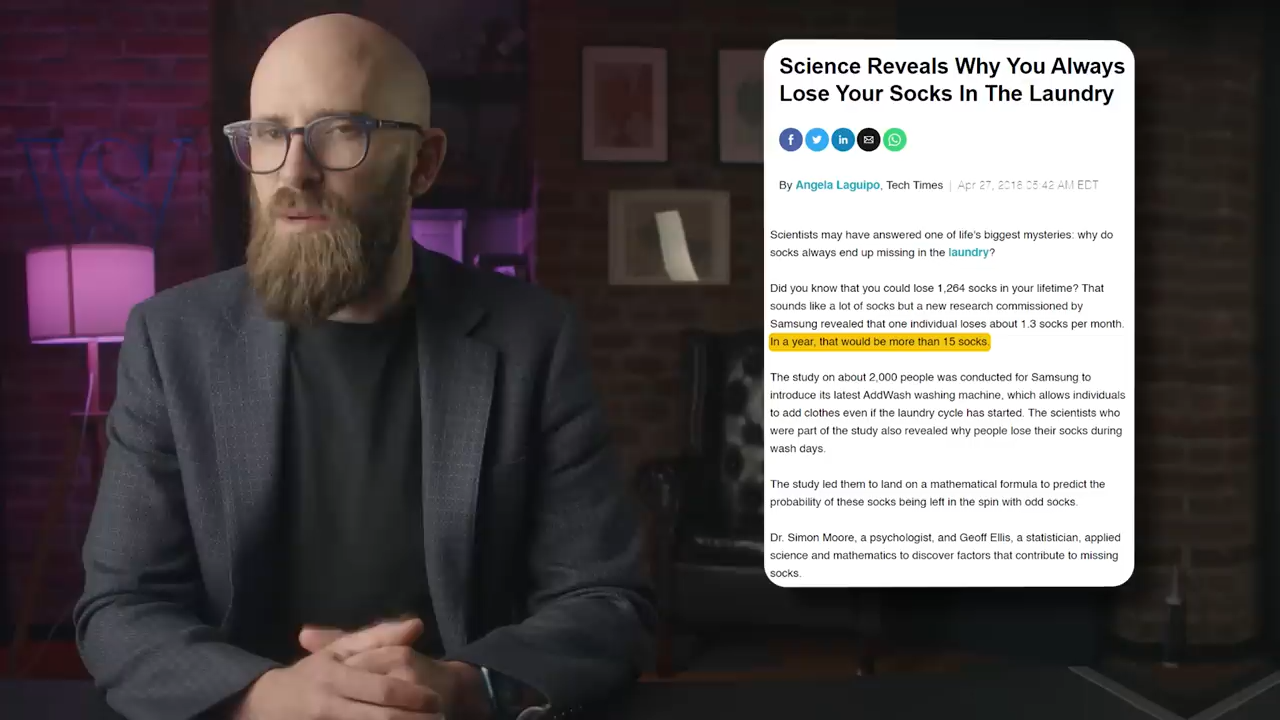 Science Reveals Why You Always
Lose Your Socks In The Laundry
By Angela Laguipo, Tech Times | Apr 27, 2016 05:42 AM EDT
Scientists may have answered one of life's biggest mysteries: why do
socks always end up missing in the laundry?
Did you know that you could lose 1,264 socks in your lifetime? That
sounds like a lot of socks but a new research commissioned by
Samsung revealed that one individual loses about 1.3 socks per month.
In a year, that would be more than 15 socks.
The study on about 2,000 people was conducted for Samsung to
introduce its latest AddWash washing machine, which allows individuals
to add clothes even if the laundry cycle has started. The scientists who
were part of the study also revealed why people lose their socks during
wash days.
The study led them to land on a mathematical formula to predict the
probability of these socks being left in the spin with odd socks.
Dr. Simon Moore, a psychologist, and Geoff Ellis, a statistician, applied
science and mathematics to discover factors that contribute to missing
socks.